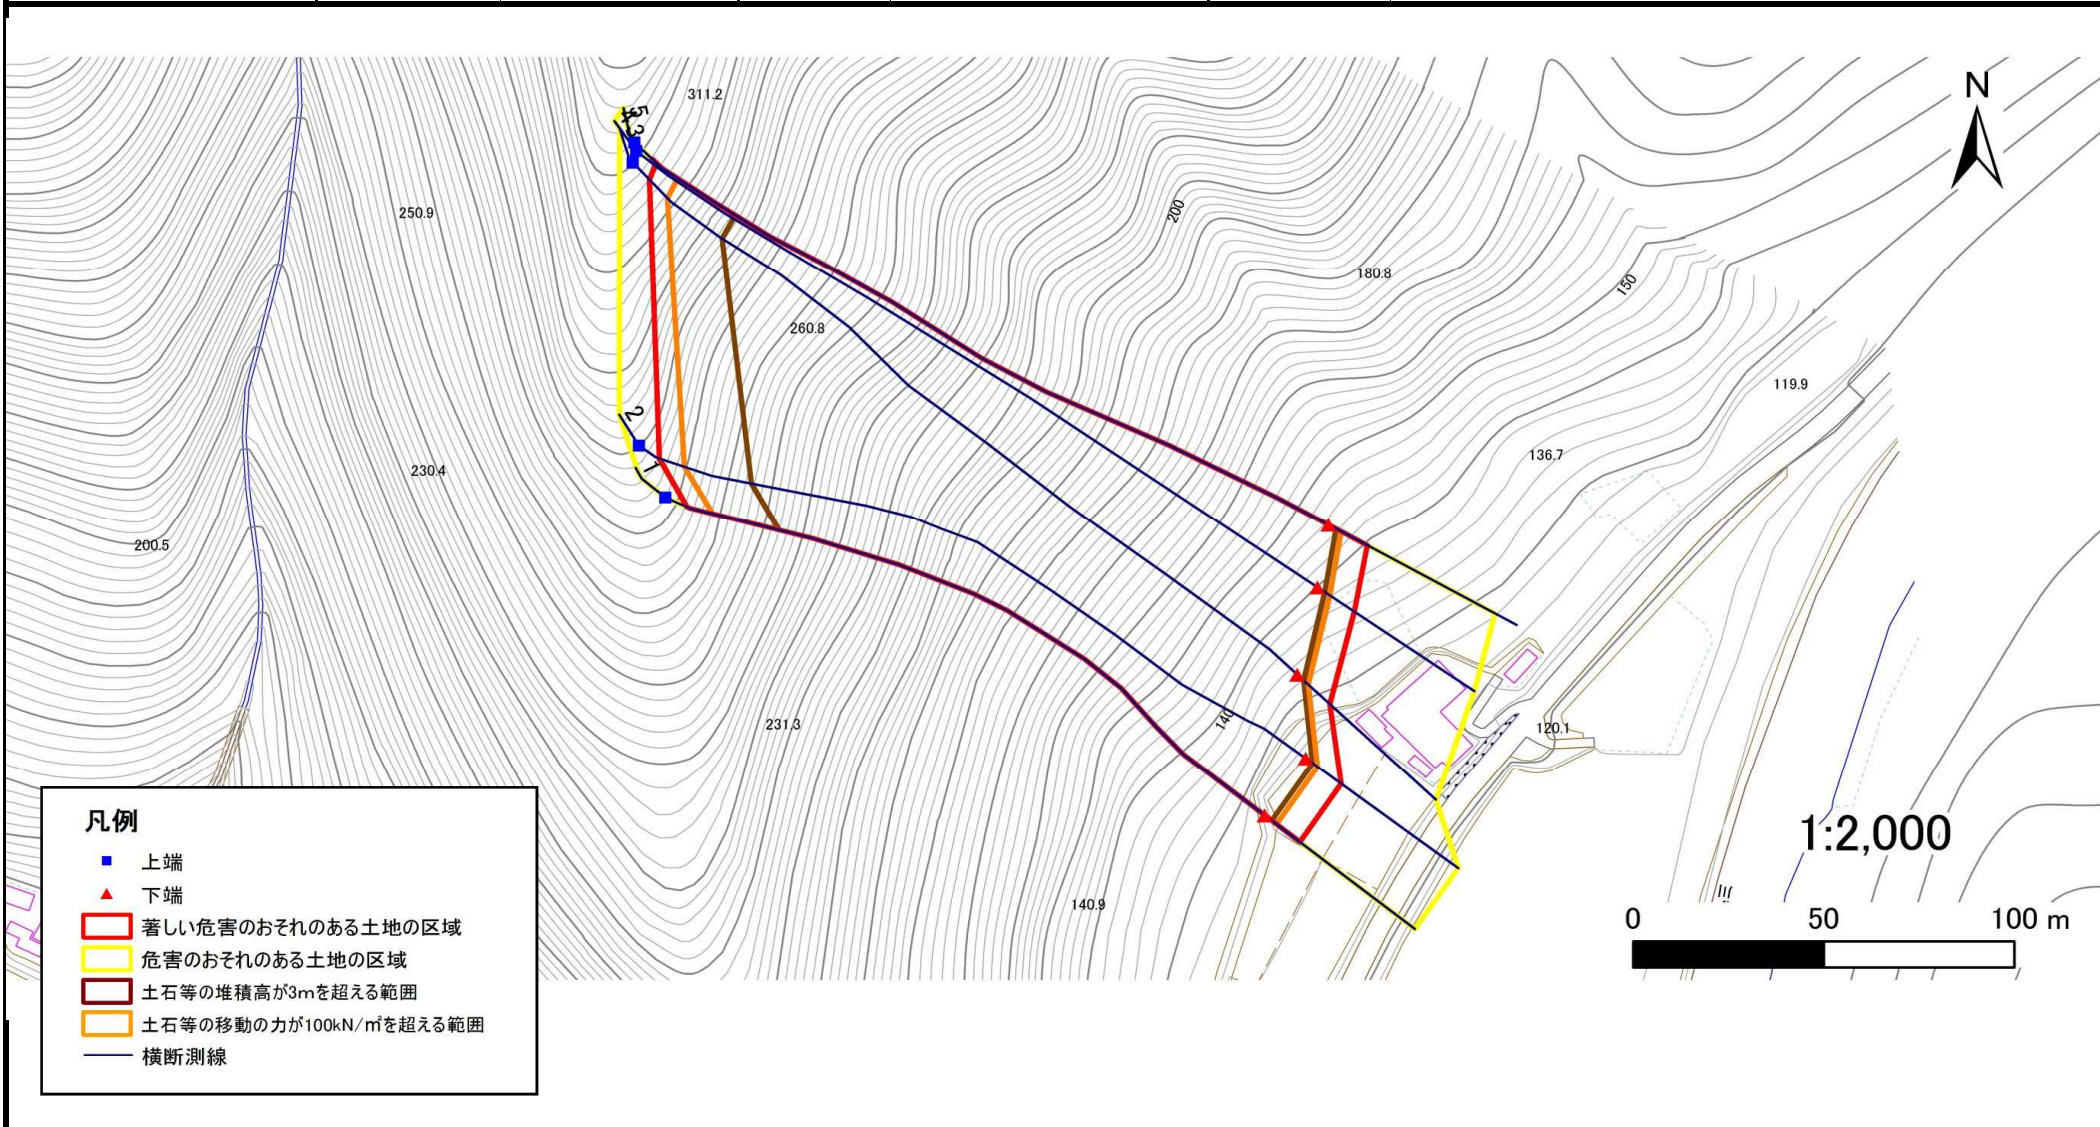 311.2
N
5
4
3
250.9
200
180.8
150
260.8
119.9
2
136.7
1
230.4
200.5
231.3
140
120.1
140.9
1:2,000
0 50 100 m
凡例
上端
下端
著しい危害のおそれのある土地の区域
危害のおそれのある土地の区域
土石等の堆積高が3mを超える範囲
土石等の移動の力が100kN/㎡を超える範囲
横断測線